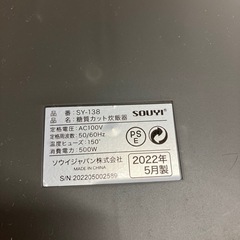 品 番：SY-138
SOUYI
品 名：糖質カット炊飯器
定格電圧：AC100V
定格周波数：50/60Hz
温度ヒューズ：150°
消費電力：500W
PS
E
ソウイジャパン株式会社
MADE IN CHINA
S/N 202205002589
2022年
5月製